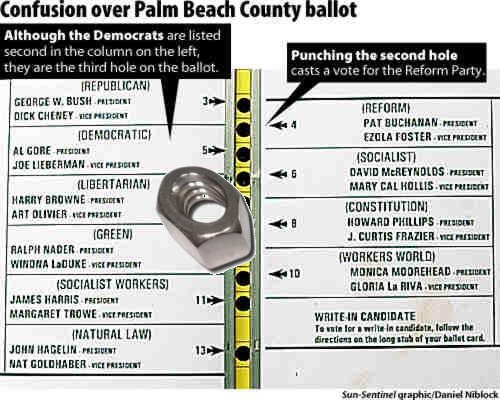 Confusion over Palm Beach County ballot
Although the Democrats are listed
second in the column on the left,
they are the third hole on the ballot.
Punching the second hole
casts a vote for the Reform Party.
(REPUBLICAN)
GEORGE W. BUSH - PRESIDENT
DICK CHENEY - VICE PRESIDENT
3
(DEMOCRATIC)
AL GORE - PRESIDENT
JOE LIEBERMAN - VICE PRESIDENT
5
(LIBERTARIAN)
HARRY BROWNE - PRESIDENT
ART OLIVIER - VICE PRESIDENT
(GREEN)
RALPH NADER - PRESIDENT
WINONA LaDUKE - VICE PRESIDENT
(SOCIALIST WORKERS)
JAMES HARRIS - PRESIDENT
MARGARET TROWE - VICE PRESIDENT
11
(NATURAL LAW)
JOHN HAGELIN - PRESIDENT
NAT GOLDHABER - VICE PRESIDENT
13
(REFORM)
4
PAT BUCHANAN - PRESIDENT
EZOLA FOSTER - VICE PRESIDENT
(SOCIALIST)
6
DAVID McREYNOLDS - PRESIDENT
MARY CAL HOLLIS - VICE PRESIDENT
(CONSTITUTION)
8
HOWARD PHILLIPS - PRESIDENT
J. CURTIS FRAZIER - VICE PRESIDENT
(WORKERS WORLD)
10
MONICA MOOREHEAD - PRESIDENT
GLORIA La RIVA - VICE PRESIDENT
WRITE-IN CANDIDATE
To vote for a write-in candidate, follow the
directions on the long stub of your ballot card.
Sun-Sentinel graphic/Daniel Niblock